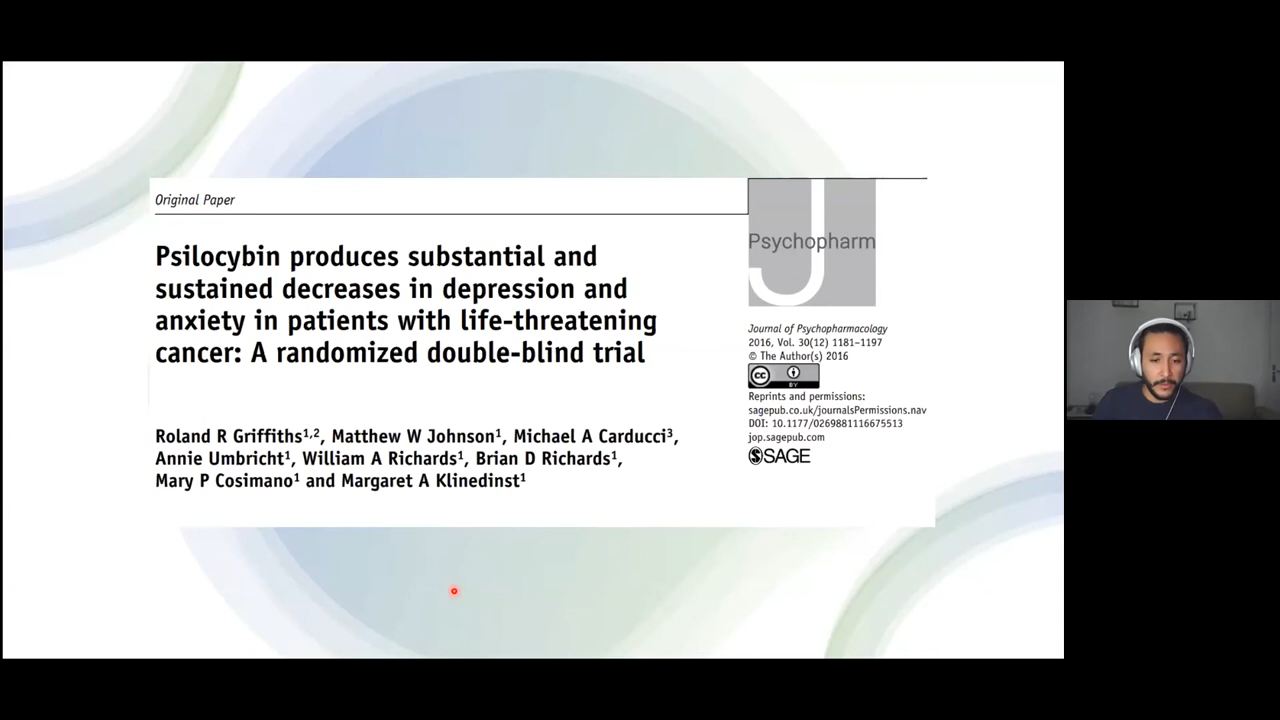 Original Paper
Psilocybin produces substantial and
sustained decreases in depression and
anxiety in patients with life-threatening
cancer: A randomized double-blind trial
Roland R Griffiths1,2, Matthew W Johnson1, Michael A Carducci3,
Annie Umbricht1, William A Richards1, Brian D Richards1,
Mary P Cosimano1 and Margaret A Klinedinst1
J
Psychopharm
Journal of Psychopharmacology
2016, Vol. 30(12) 1181–1197
© The Author(s) 2016
cc
BY
Reprints and permissions:
sagepub.co.uk/journalsPermissions.nav
DOI: 10.1177/0269881116675513
jop.sagepub.com
SAGE